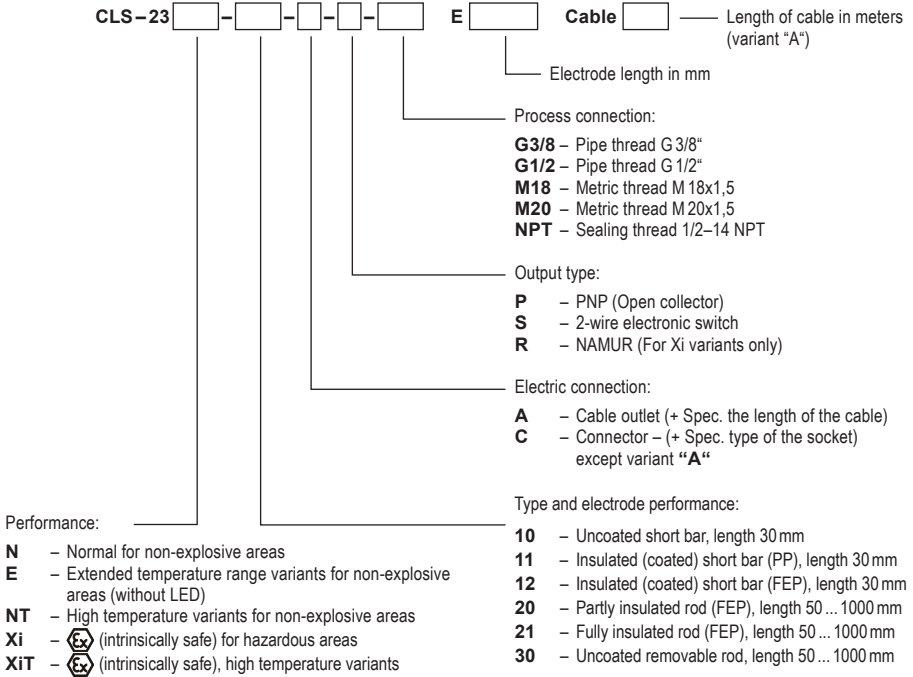 CLS–23 – – – – E Cable Length of cable in meters
(variant “A“)
Electrode length in mm
Process connection:
G3/8 – Pipe thread G 3/8“
G1/2 – Pipe thread G 1/2“
M18 – Metric thread M 18x1,5
M20 – Metric thread M 20x1,5
NPT – Sealing thread 1/2–14 NPT
Output type:
P – PNP (Open collector)
S – 2-wire electronic switch
R – NAMUR (For Xi variants only)
Electric connection:
A – Cable outlet (+ Spec. the length of the cable)
C – Connector – (+ Spec. type of the socket)
except variant “A“
Type and electrode performance:
10 – Uncoated short bar, length 30 mm
11 – Insulated (coated) short bar (PP), length 30 mm
12 – Insulated (coated) short bar (FEP), length 30 mm
20 – Partly insulated rod (FEP), length 50 ... 1000 mm
21 – Fully insulated rod (FEP), length 50 ... 1000 mm
30 – Uncoated removable rod, length 50 ... 1000 mm
Performance:
N – Normal for non-explosive areas
E – Extended temperature range variants for non-explosive
areas (without LED)
NT – High temperature variants for non-explosive areas
Xi – Ex (intrinsically safe) for hazardous areas
XiT – Ex (intrinsically safe), high temperature variants